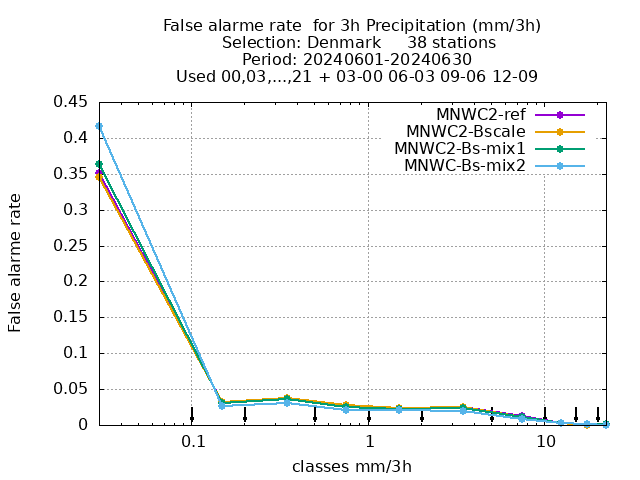 False alarme rate  for 3h Precipitation (mm/3h)
Selection: Denmark     38 stations
Period: 20240601-20240630
Used 00,03,...,21 + 03-00 06-03 09-06 12-09
MNWC2-ref
MNWC2-Bscale
MNWC2-Bs-mix1
MNWC-Bs-mix2
False alarme rate
0.45
0.4
0.35
0.3
0.25
0.2
0.15
0.1
0.05
0
0.1 1 10
classes mm/3h